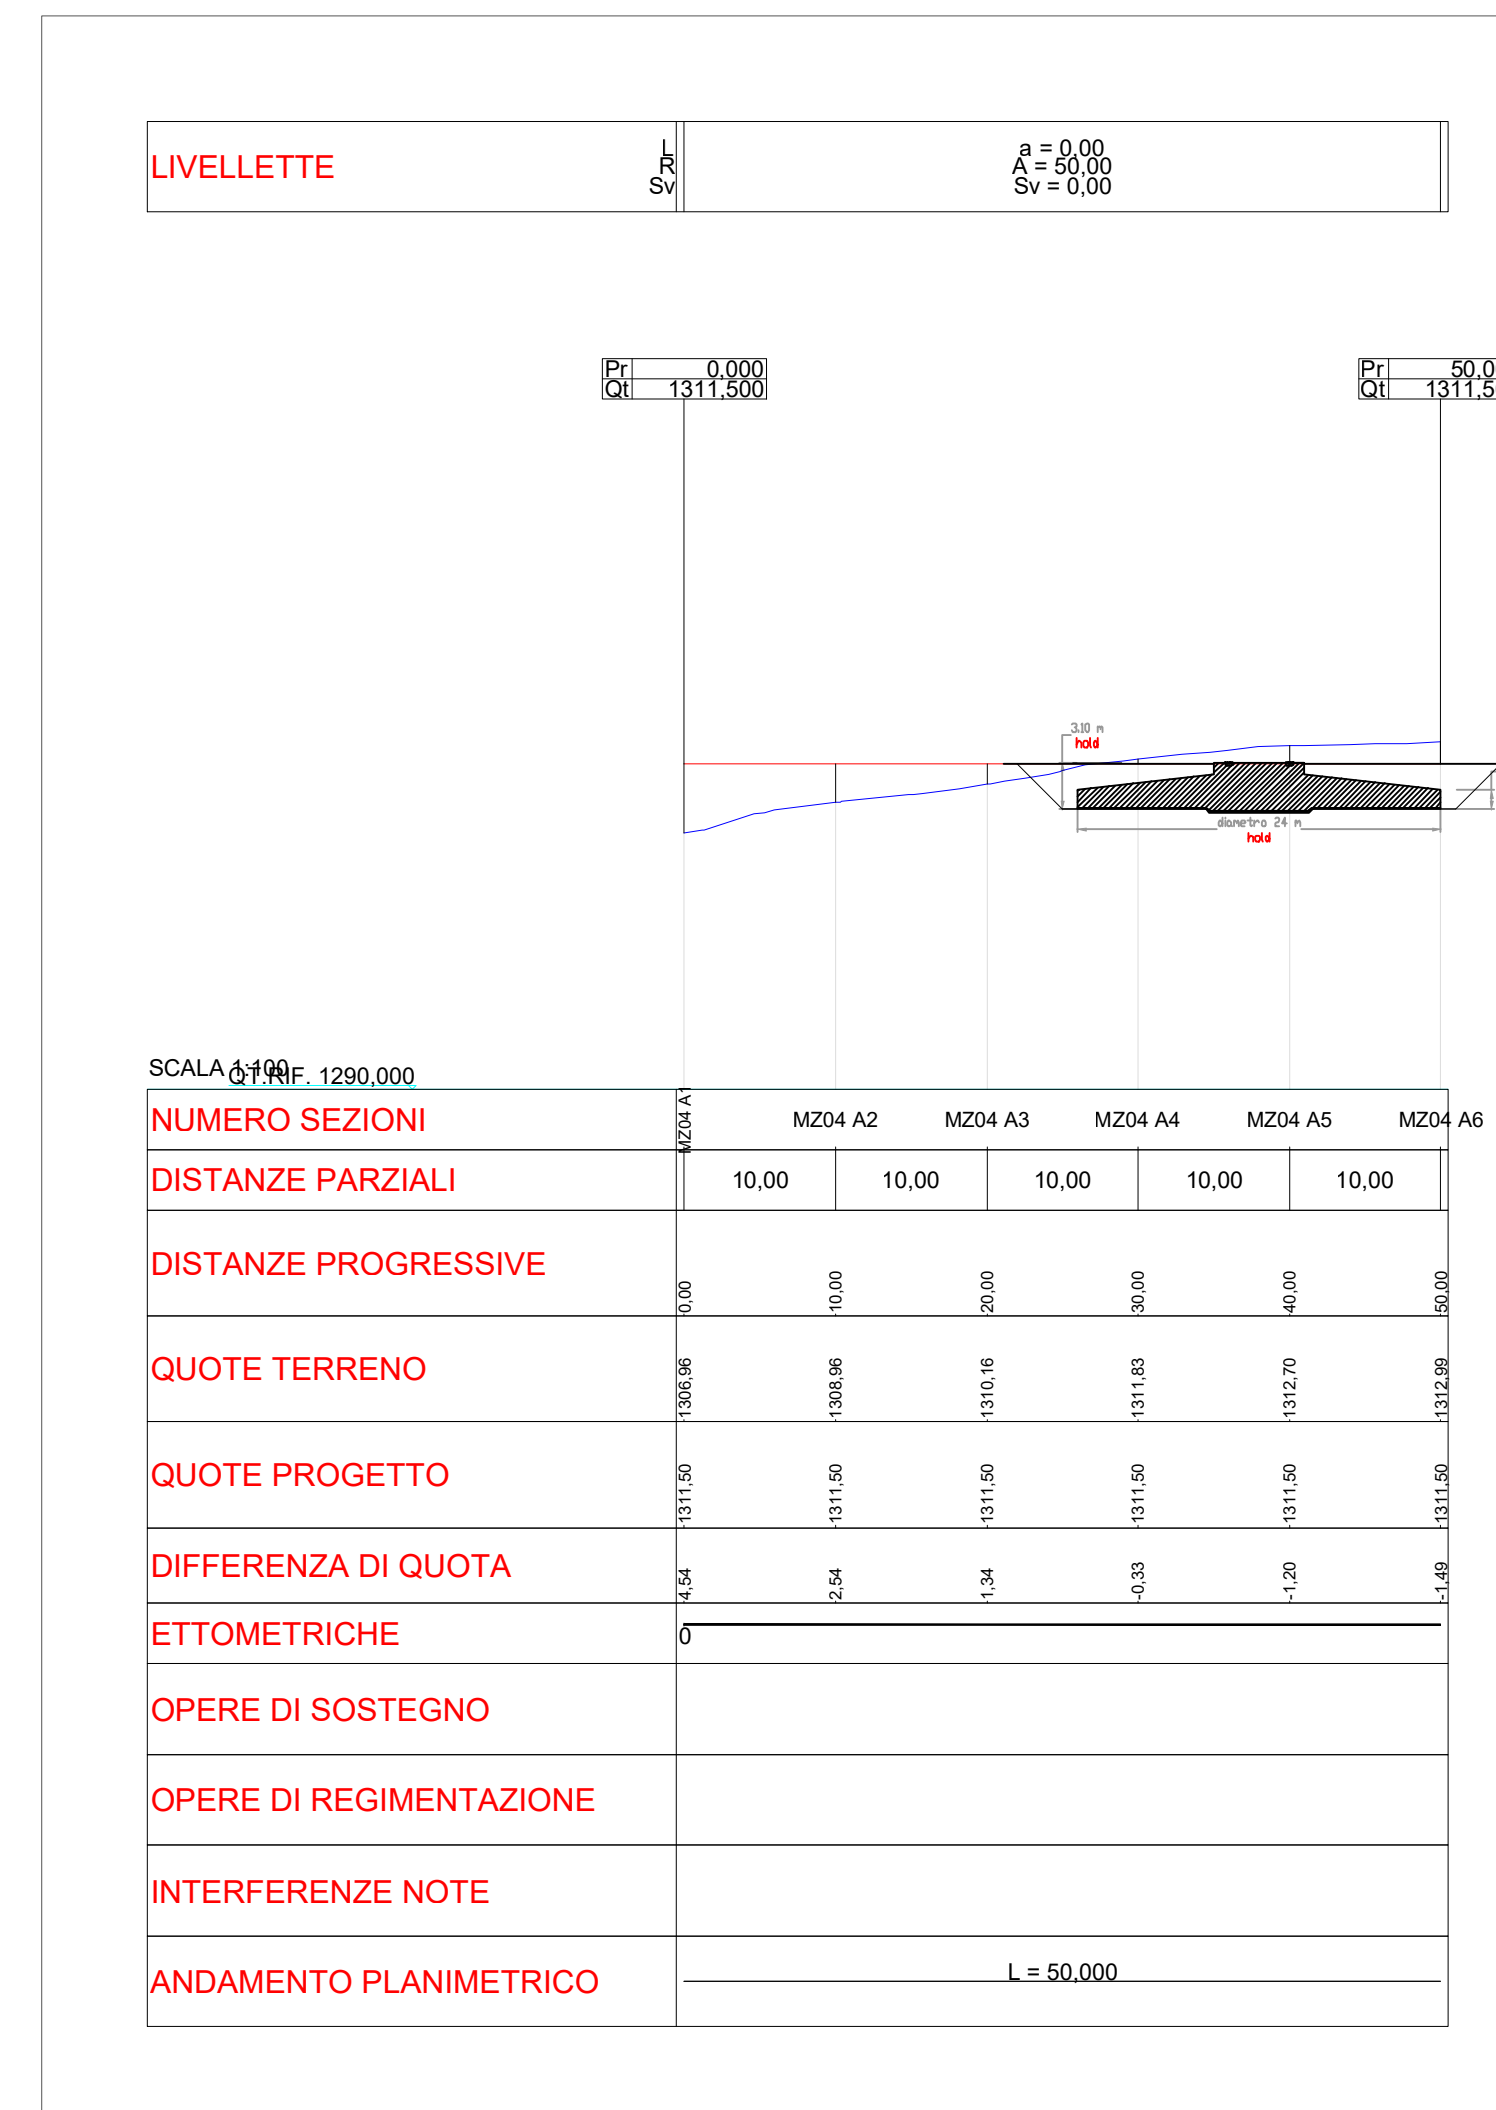 LIVELLETTE
L
R
Sv
a = 0,00
A = 50,00
Sv = 0,00
Pr 0,000
Qt 1311,500
Pr 50,0
Qt 1311,5
3.10 m
hold
diametro 24 m
hold
SCALA 1:100
QT.RIF. 1290,000
NUMERO SEZIONI MZ04 A1 MZ04 A2 MZ04 A3 MZ04 A4 MZ04 A5 MZ04 A6
DISTANZE PARZIALI 10,00 10,00 10,00 10,00 10,00
DISTANZE PROGRESSIVE 0,00 10,00 20,00 30,00 40,00 50,00
QUOTE TERRENO 1306,96 1308,96 1310,16 1311,83 1312,70 1312,99
QUOTE PROGETTO 1311,50 1311,50 1311,50 1311,50 1311,50 1311,50
DIFFERENZA DI QUOTA 4,54 2,54 1,34 -0,33 -1,20 -1,49
ETTOMETRICHE 0
OPERE DI SOSTEGNO
OPERE DI REGIMENTAZIONE
INTERFERENZE NOTE
ANDAMENTO PLANIMETRICO L = 50,000